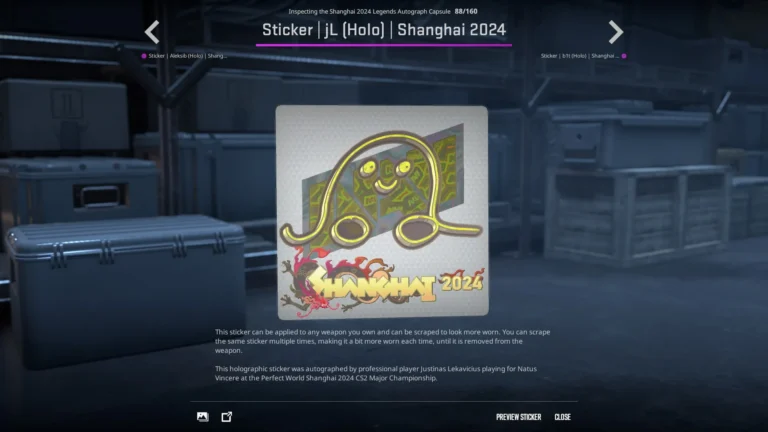 Inspecting the Shanghai 2024 Legends Autograph Capsule 88/160
Sticker | jL (Holo) | Shanghai 2024
Sticker | Aleksib (Holo) | Shang...
Sticker | b1t (Holo) | Shanghai ...
SHANGHAI 2024
This sticker can be applied to any weapon you own and can be scraped to look more worn. You can scrape
the same sticker multiple times, making it a bit more worn each time, until it is removed from the
weapon.
This holographic sticker was autographed by professional player Justinas Lekavicius playing for Natus
Vincere at the Perfect World Shanghai 2024 CS2 Major Championship.
PREVIEW STICKER CLOSE